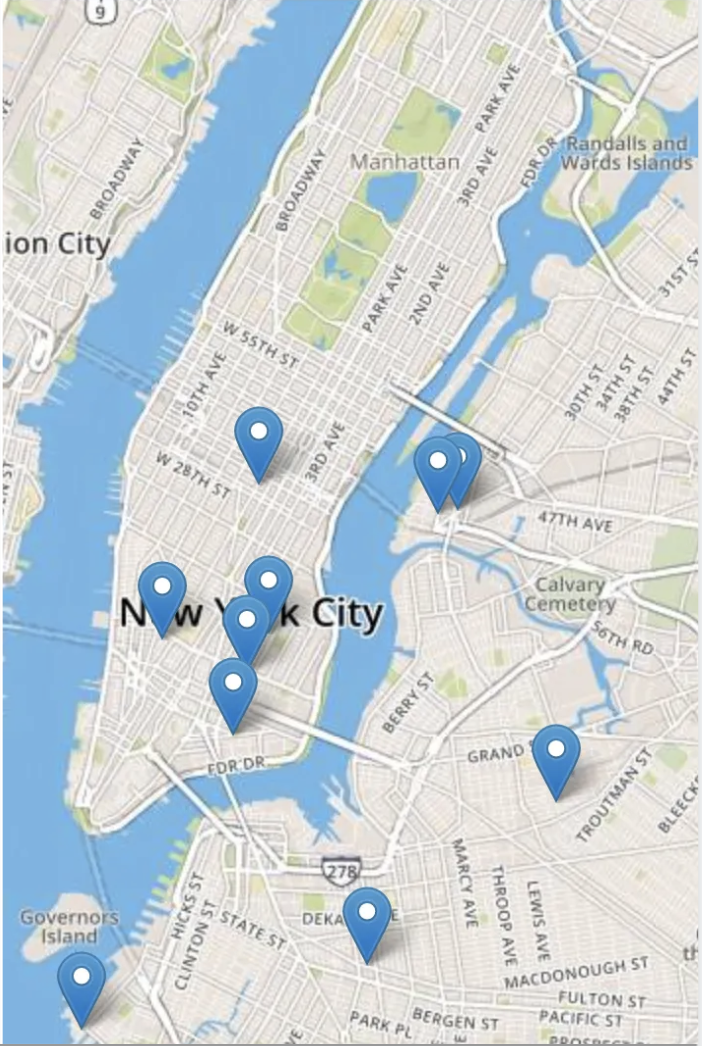 9
BROADWAY
ion City
BROADWAY
Manhattan
PARK AVE
3RD AVE
FDR DR
Randalls and
Wards Islands
31ST S
PARK AVE
2ND AVE
W 55TH ST
10TH AVE
30TH ST
34TH ST
38TH ST
44TH ST
3RD AVE
W 28TH ST
N ST
47TH AVE
Calvary
Cemetery
56TH RD
N w Y k City
BERRY ST
GRAND S
TROUTMAN ST
BLEECK
FDR DR
278
MARCY AVE
THROOP AVE
LEWIS AVE
HICKS ST
CLINTON ST
STATE ST
DEKA E
Governors
Island
MACDONOUGH ST
FULTON ST
PACIFIC ST
BERGEN ST
PARK PL